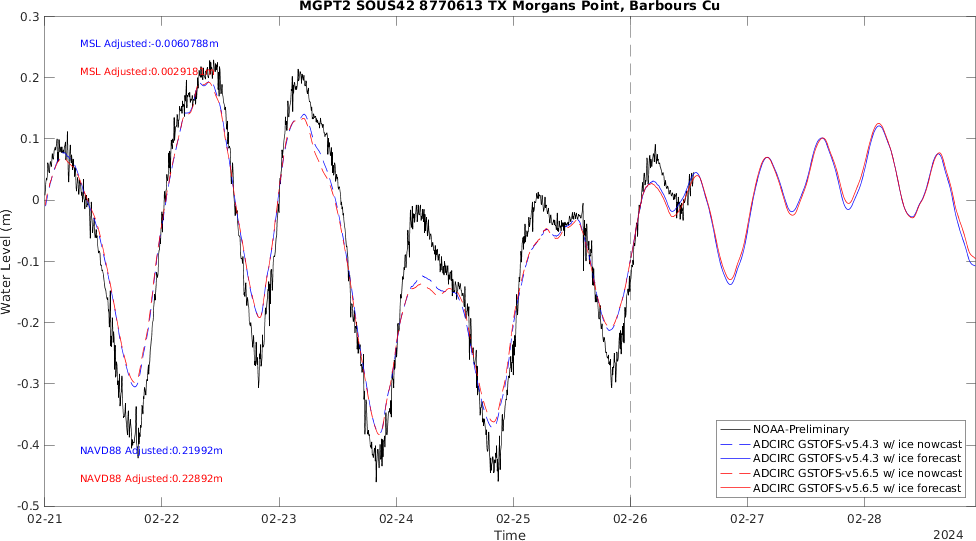 MGPT2 SOUS42 8770613 TX Morgans Point, Barbours Cu
0.3
0.2
0.1
0
-0.1
-0.2
-0.3
-0.4
-0.5
Water Level (m)
MSL Adjusted:-0.0060788m
MSL Adjusted:0.002918
NAVD88 Adjusted:0.21992m
NAVD88 Adjusted:0.22892m
NOAA-Preliminary
ADCIRC GSTOFS-v5.4.3 w/ ice nowcast
ADCIRC GSTOFS-v5.4.3 w/ ice forecast
ADCIRC GSTOFS-v5.6.5 w/ ice nowcast
ADCIRC GSTOFS-v5.6.5 w/ ice forecast
02-21 02-22 02-23 02-24 02-25 02-26 02-27 02-28
Time
2024